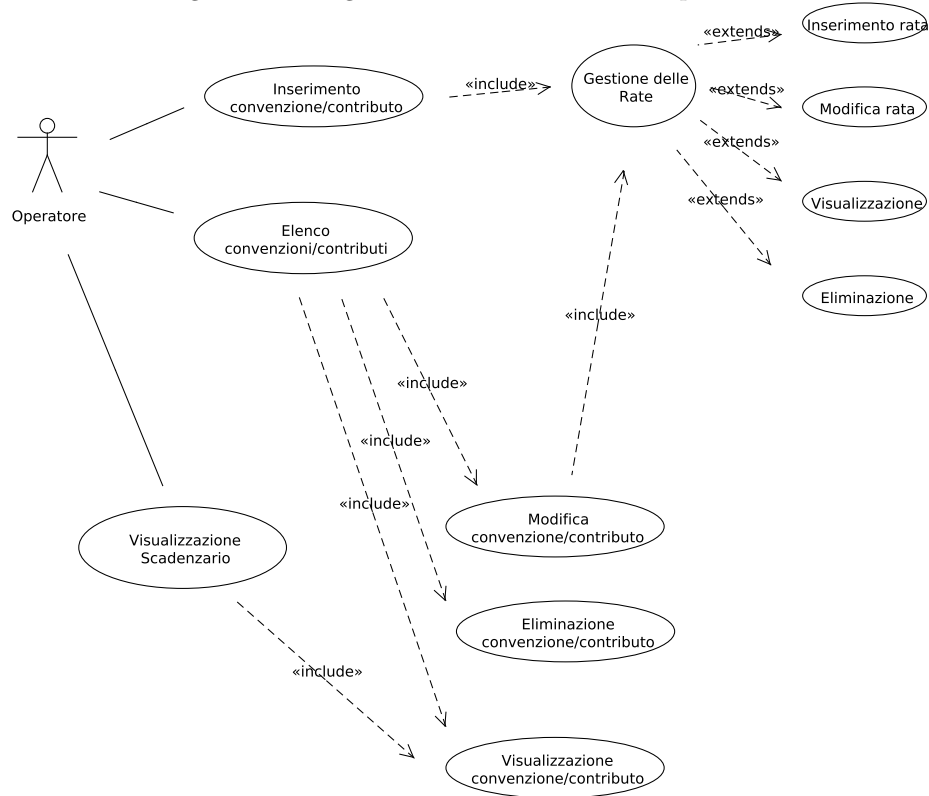 «extends»
Inserimento rata
Inserimento
convenzione/contributo
«include»
Gestione delle
Rate
«extends»
Modifica rata
«extends»
Operatore
Elenco
convenzioni/contributi
«extends»
Visualizzazione
Eliminazione
«include»
«include»
«include»
«include»
Modifica
convenzione/contributo
Visualizzazione
Scadenzario
Eliminazione
convenzione/contributo
«include»
Visualizzazione
convenzione/contributo